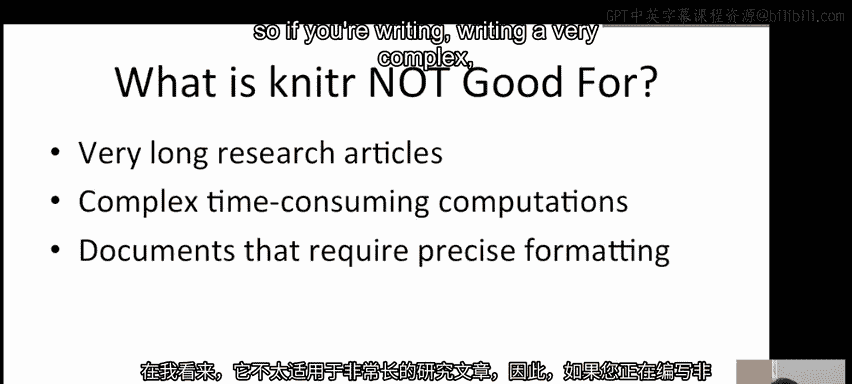 GPT中英字幕课程资源@bilibili.com
so if you're writing, writing a very
complex,
What is knitr NOT Good For?
• Very long research articles
• Complex time-consuming computations
• Documents that require precise formatting
在我看来，它不太适用于非常长的研究文章，因此，如果您正在编写非